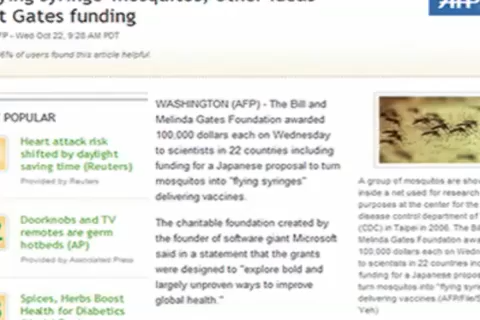 ying syringe" mosquitoes, other ideas
t Gates funding
FP - Wed Oct 22, 9:28 AM PDT
6% of users found this article helpful.
AFP
POPULAR
Heart attack risk
shifted by daylight
saving time (Reuters)
Provided by Reuters
Doorknobs and TV
remotes are germ
hotbeds (AP)
Provided by Associated Press
Spices, Herbs Boost
Health for Diabetics
WASHINGTON (AFP) - The Bill and
Melinda Gates Foundation awarded
100,000 dollars each on Wednesday
to scientists in 22 countries including
funding for a Japanese proposal to turn
mosquitos into "flying syringes"
delivering vaccines.
The charitable foundation created by
the founder of software giant Microsoft
said in a statement that the grants
were designed to "explore bold and
largely unproven ways to improve
global health."
A group of mosquitos are show
inside a net used for research
purposes at the center for the
disease control department of
(CDC) in Taipei in 2006. The Bill
Melinda Gates Foundation awa
100,000 dollars each on Wedne
to scientists in 22 countries incl
funding for a Japanese proposa
turn mosquitos into "flying syrin
delivering vaccines.(AFP/File/S
Yeh)